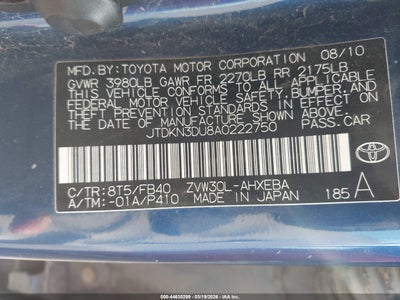 MFD. BY: TOYOTA MOTOR CORPORATION 08/10
GVWR 3980LB GAWR FR 2270LB RR 2175LB
THIS VEHICLE CONFORMS TO ALL APPLICABLE
FEDERAL MOTOR VEHICLE SAFETY, BUMPER, AND
THEFT PREVENTION STANDARDS IN EFFECT ON
THE DATE OF MANUFACTURE SHOWN ABOVE.
JTDKN3DU8A0222750 PASS.CAR
C/TR: 8T5/FB40 ZVW30L-AHXEBA
A/TM: -01A/P410 MADE IN JAPAN 185 A
TOYOTA
00-44630299 - 03/19/2026 - IAA, Inc.